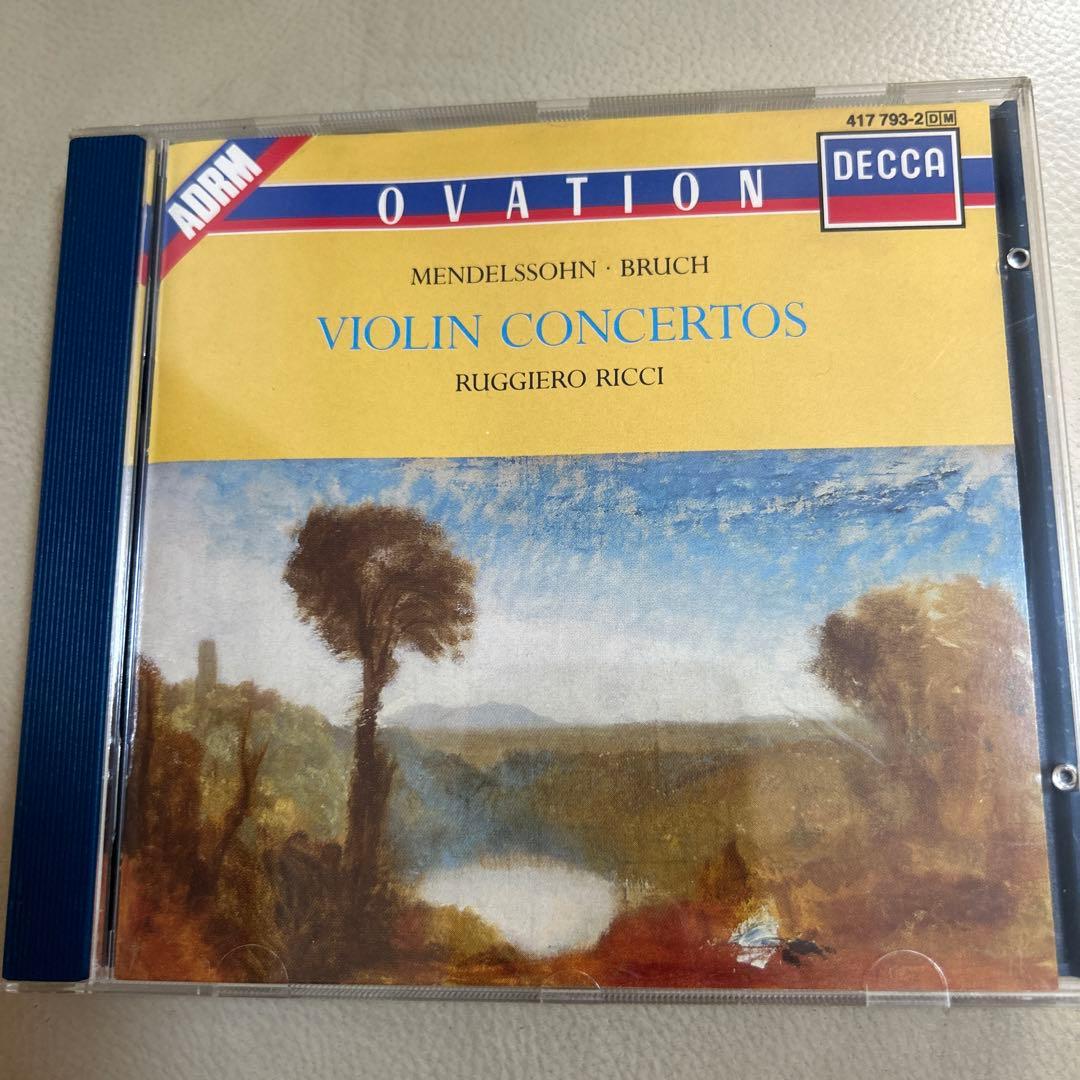 417 793-2 DM
ADRM
OVATION
DECCA
MENDELSSOHN · BRUCH
VIOLIN CONCERTOS
RUGGIERO RICCI